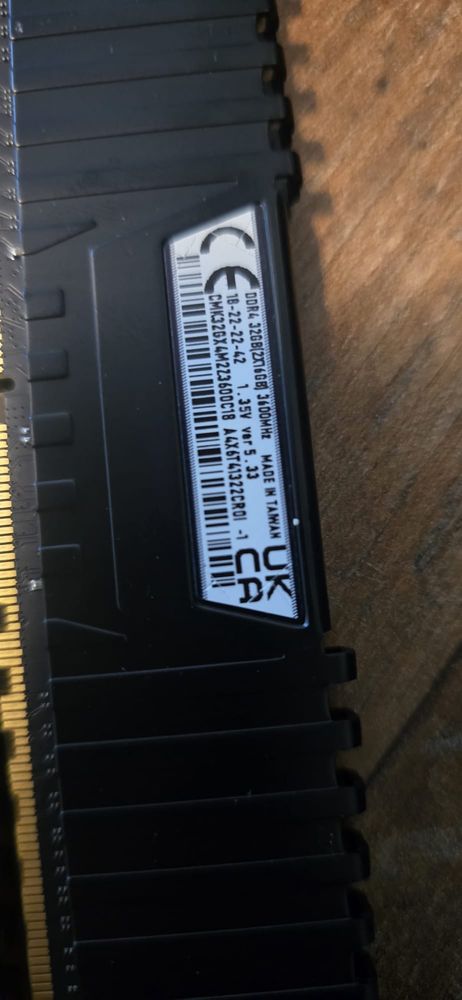 CE
DDR4 32GB(2X16GB) 3600MHz MADE IN TAIWAN
18-22-22-42 1.35V ver5.33
CMK32GX4M2Z3600C18 A4X6T41322CR01 -1
UK
CA